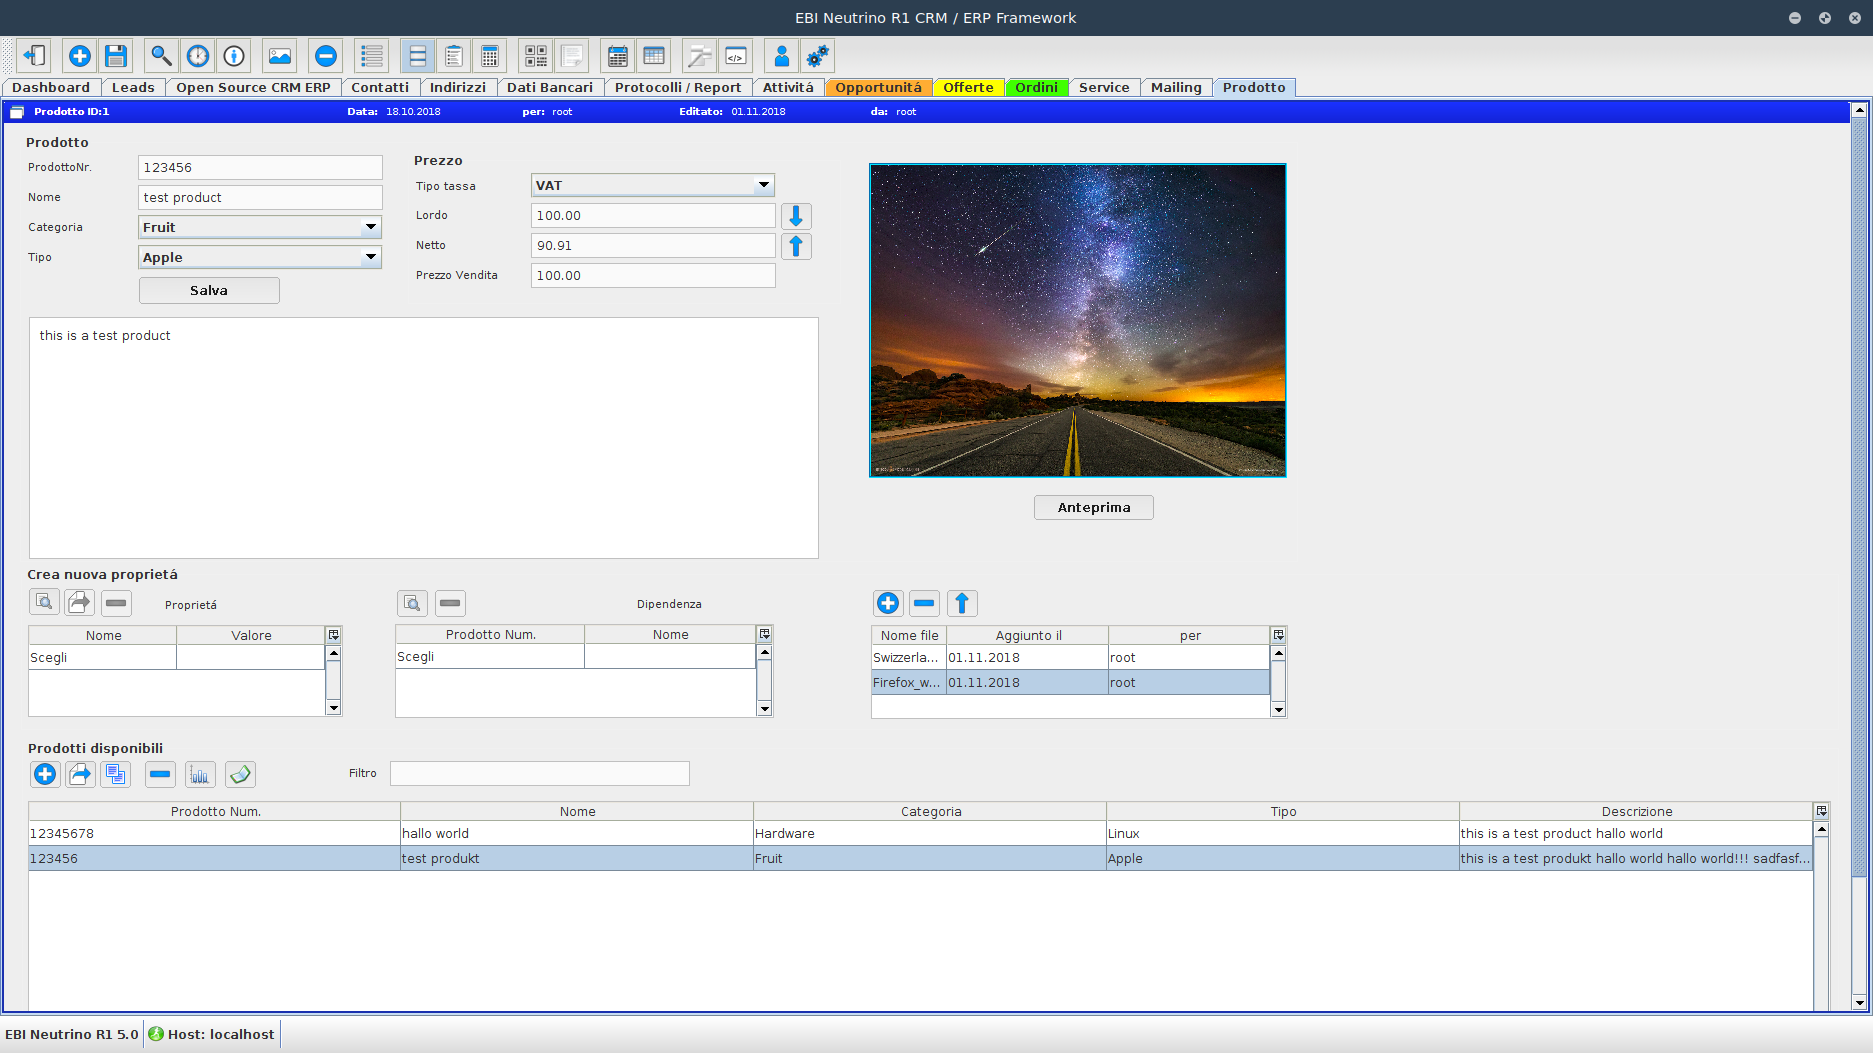 EBI Neutrino R1 CRM / ERP Framework
Dashboard Leads Open Source CRM ERP Contatti Indirizzi Dati Bancari Protocolli / Report Attivitá Opportunitá Offerte Ordini Service Mailing Prodotto
Prodotto ID:1 Data: 18.10.2018 per: root Editato: 01.11.2018 da: root
Prodotto
ProdottoNr. 123456
Nome test product
Categoria Fruit
Tipo Apple
Salva
Prezzo
Tipo tassa VAT
Lordo 100.00
Netto 90.91
Prezzo Vendita 100.00
this is a test product
Anteprima
Crea nuova proprietá
Proprietá
Nome Valore
Scegli
Dipendenza
Prodotto Num. Nome
Scegli
Nome file Aggiunto il per
Swizzerla... 01.11.2018 root
Firefox_w... 01.11.2018 root
Prodotti disponibili
Filtro
Prodotto Num. Nome Categoria Tipo Descrizione
12345678 hallo world Hardware Linux this is a test product hallo world
123456 test produkt Fruit Apple this is a test produkt hallo world hallo world!!! sadfasf...
EBI Neutrino R1 5.0 Host: localhost